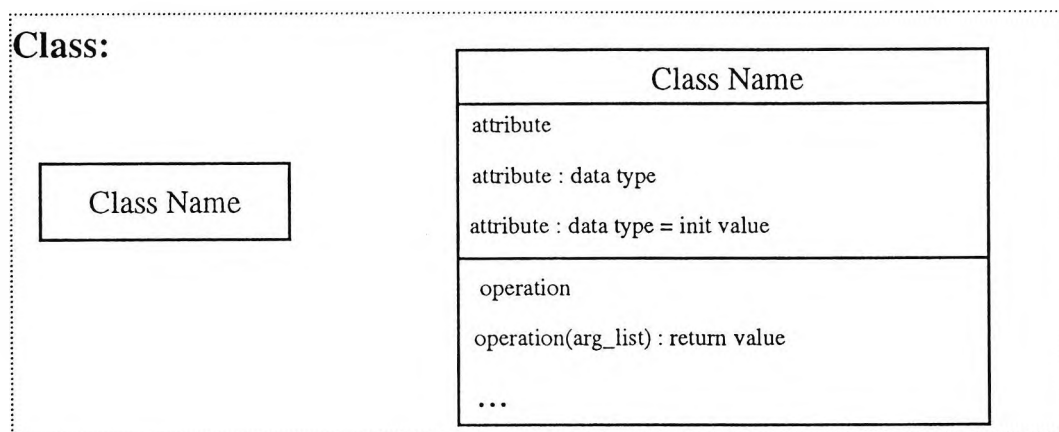 Class:
Class Name
Class Name
attribute
attribute : data type
attribute : data type = init value
operation
operation(arg_list) : return value
...